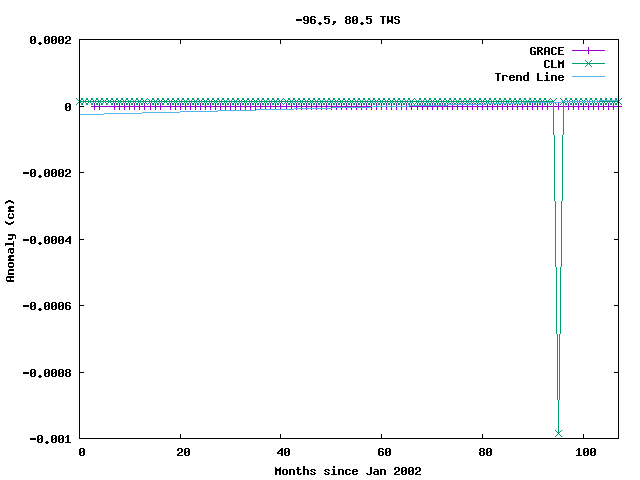 -96.5, 80.5 TWS
GRACE
CLM
Trend Line
0.0002
0
-0.0002
-0.0004
-0.0006
-0.0008
-0.001
Anomaly (cm)
0 20 40 60 80 100
Months since Jan 2002